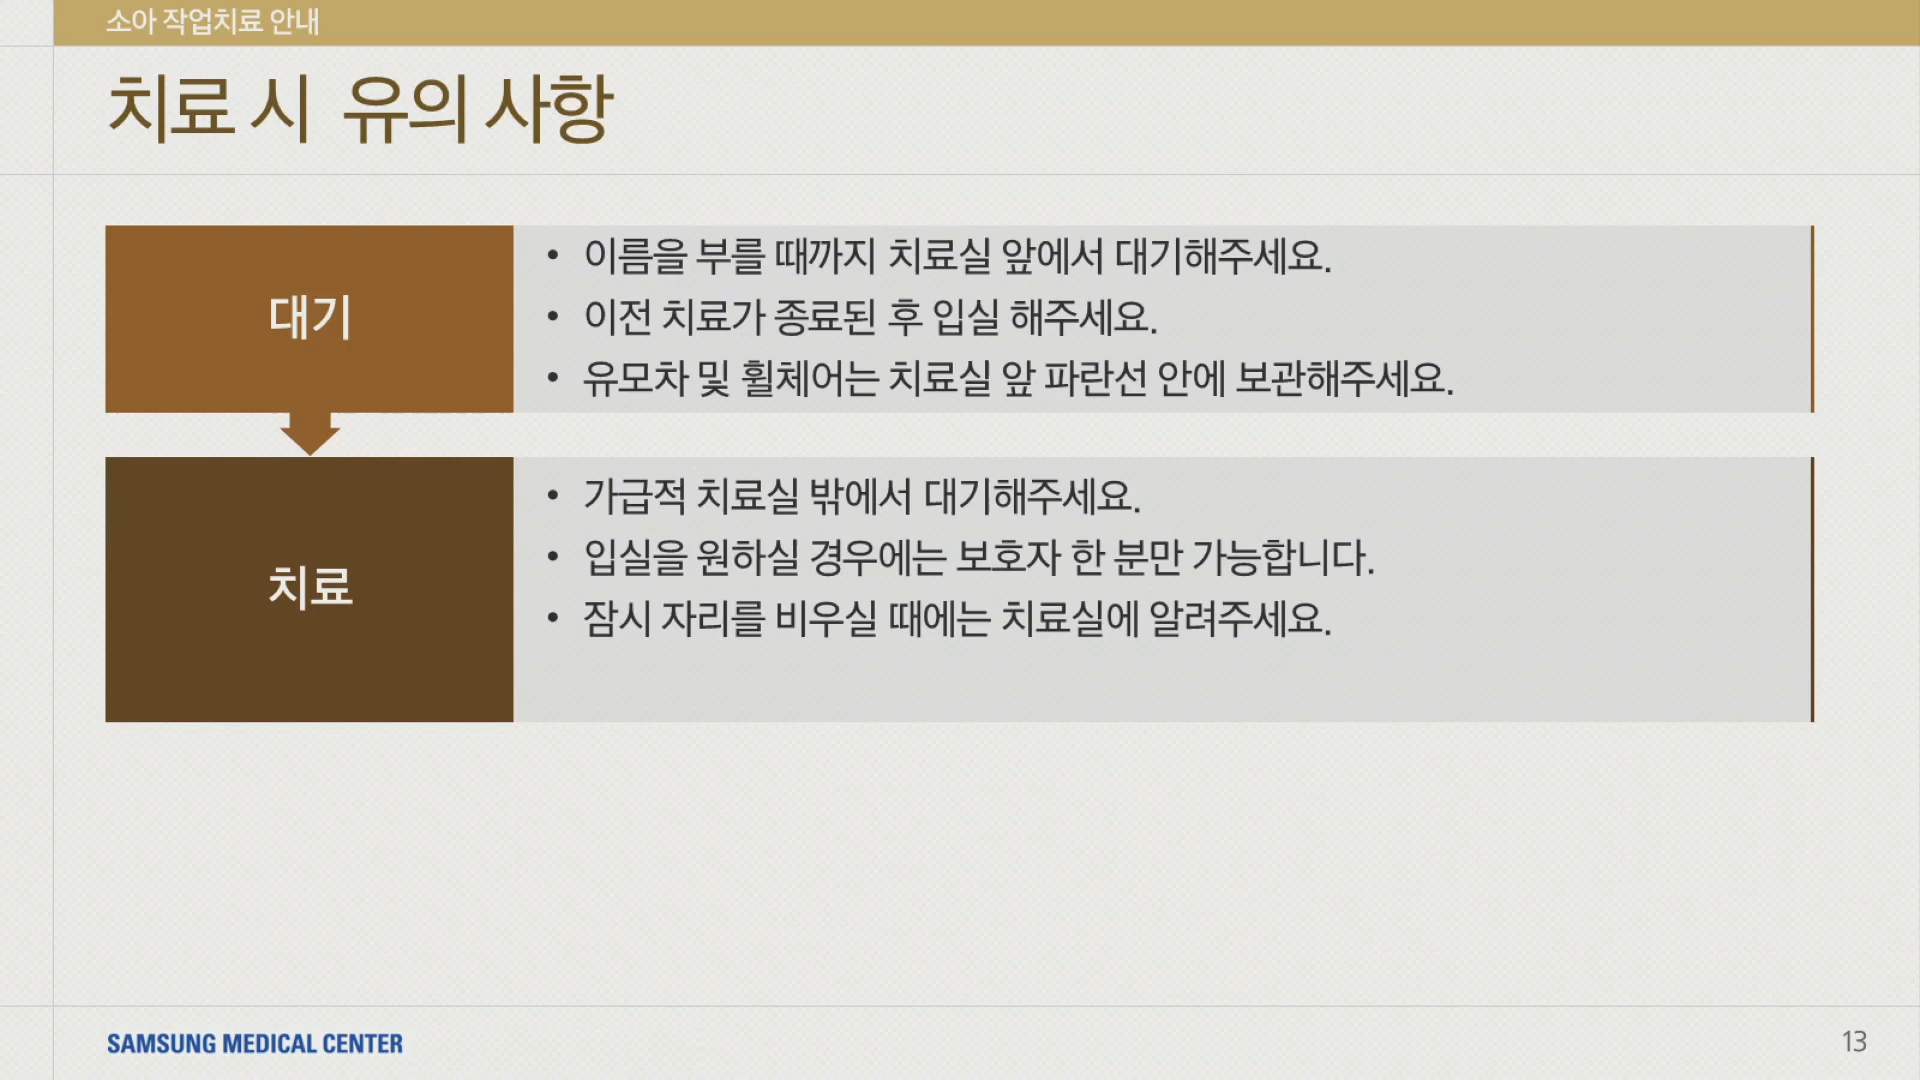 소아 작업치료 안내
치료 시 유의 사항
대기
• 이름을 부를 때까지 치료실 앞에서 대기해주세요.
• 이전 치료가 종료된 후 입실 해주세요.
• 유모차 및 휠체어는 치료실 앞 파란선 안에 보관해주세요.
치료
• 가급적 치료실 밖에서 대기해주세요.
• 입실을 원하실 경우에는 보호자 한 분만 가능합니다.
• 잠시 자리를 비우실 때에는 치료실에 알려주세요.
SAMSUNG MEDICAL CENTER
13